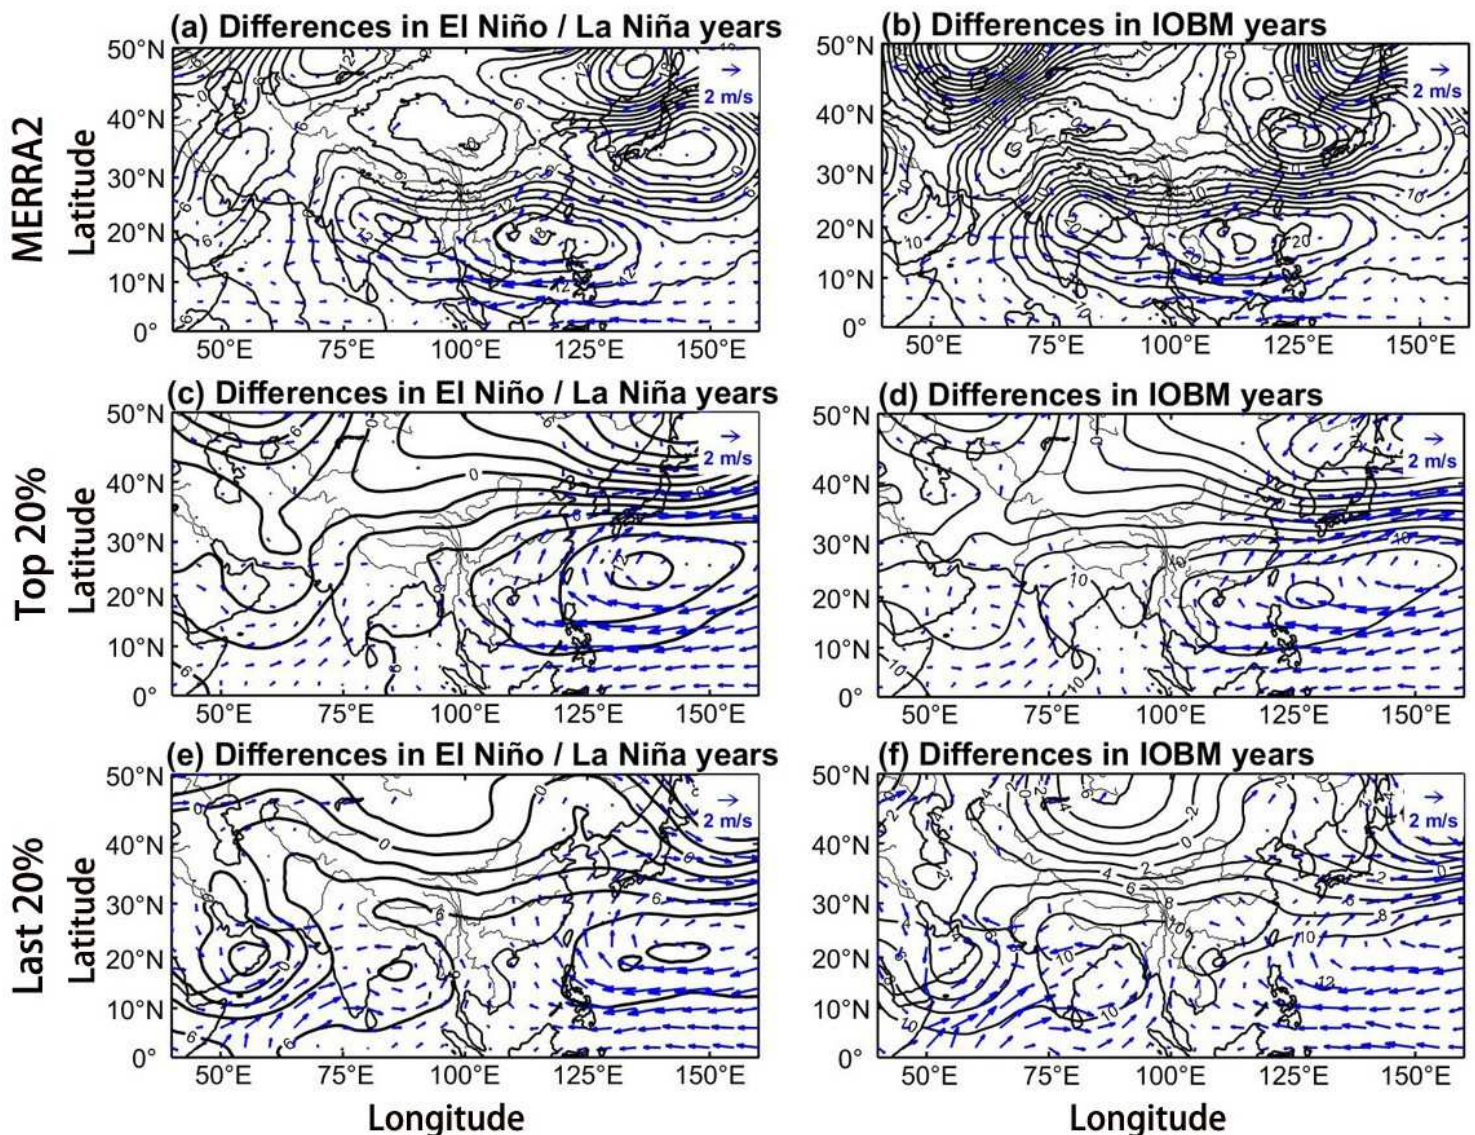 (a) Differences in El Niño / La Niña years
(b) Differences in IOBM years
MERRA2
Latitude
50°N
40°N
30°N
20°N
10°N
0°
2 m/s
50°E 75°E 100°E 125°E 150°E
50°N
40°N
30°N
20°N
10°N
0°
2 m/s
50°E 75°E 100°E 125°E 150°E
(c) Differences in El Niño / La Niña years
(d) Differences in IOBM years
Top 20%
Latitude
50°N
40°N
30°N
20°N
10°N
0°
2 m/s
50°E 75°E 100°E 125°E 150°E
50°N
40°N
30°N
20°N
10°N
0°
2 m/s
50°E 75°E 100°E 125°E 150°E
(e) Differences in El Niño / La Niña years
(f) Differences in IOBM years
Last 20%
Latitude
50°N
40°N
30°N
20°N
10°N
0°
2 m/s
50°E 75°E 100°E 125°E 150°E
50°N
40°N
30°N
20°N
10°N
0°
2 m/s
50°E 75°E 100°E 125°E 150°E
Longitude
Longitude